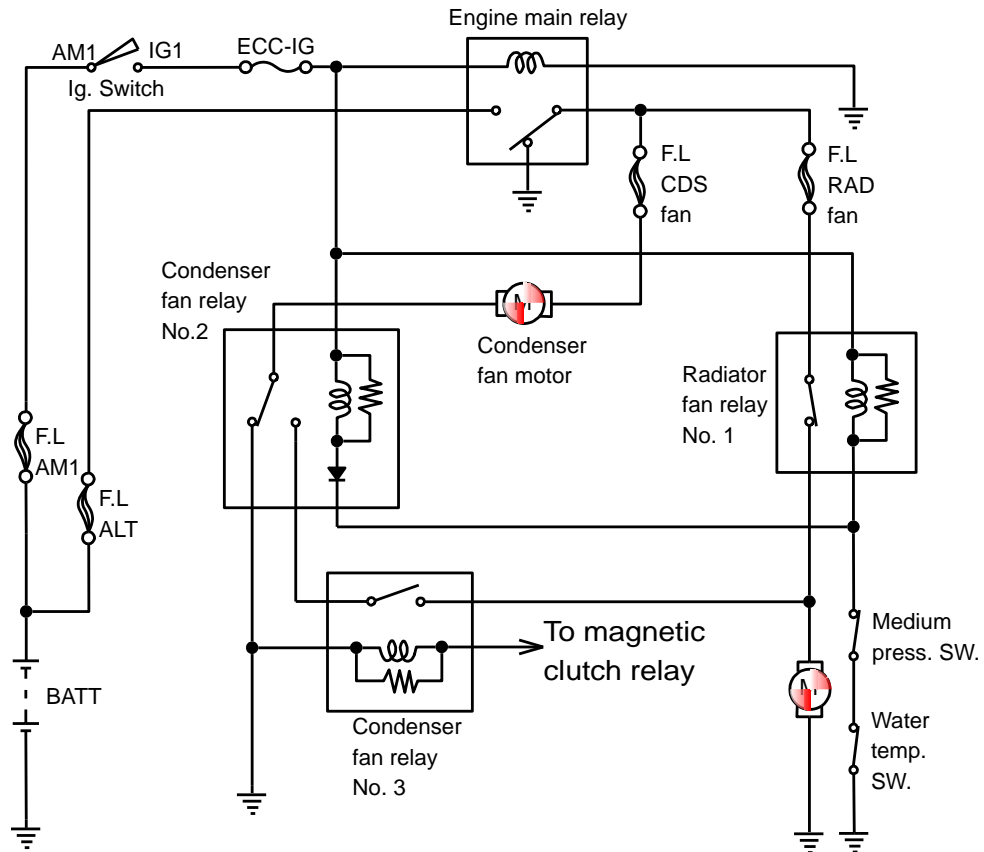 Engine main relay
AM1
IG1
ECC-IG
Ig. Switch
F.L
CDS
fan
F.L
RAD
fan
Condenser
fan relay
No.2
M
Condenser
fan motor
Radiator
fan relay
No. 1
F.L
AM1
F.L
ALT
To magnetic
clutch relay
Medium
press. SW.
BATT
M
Water
temp.
SW.
Condenser
fan relay
No. 3